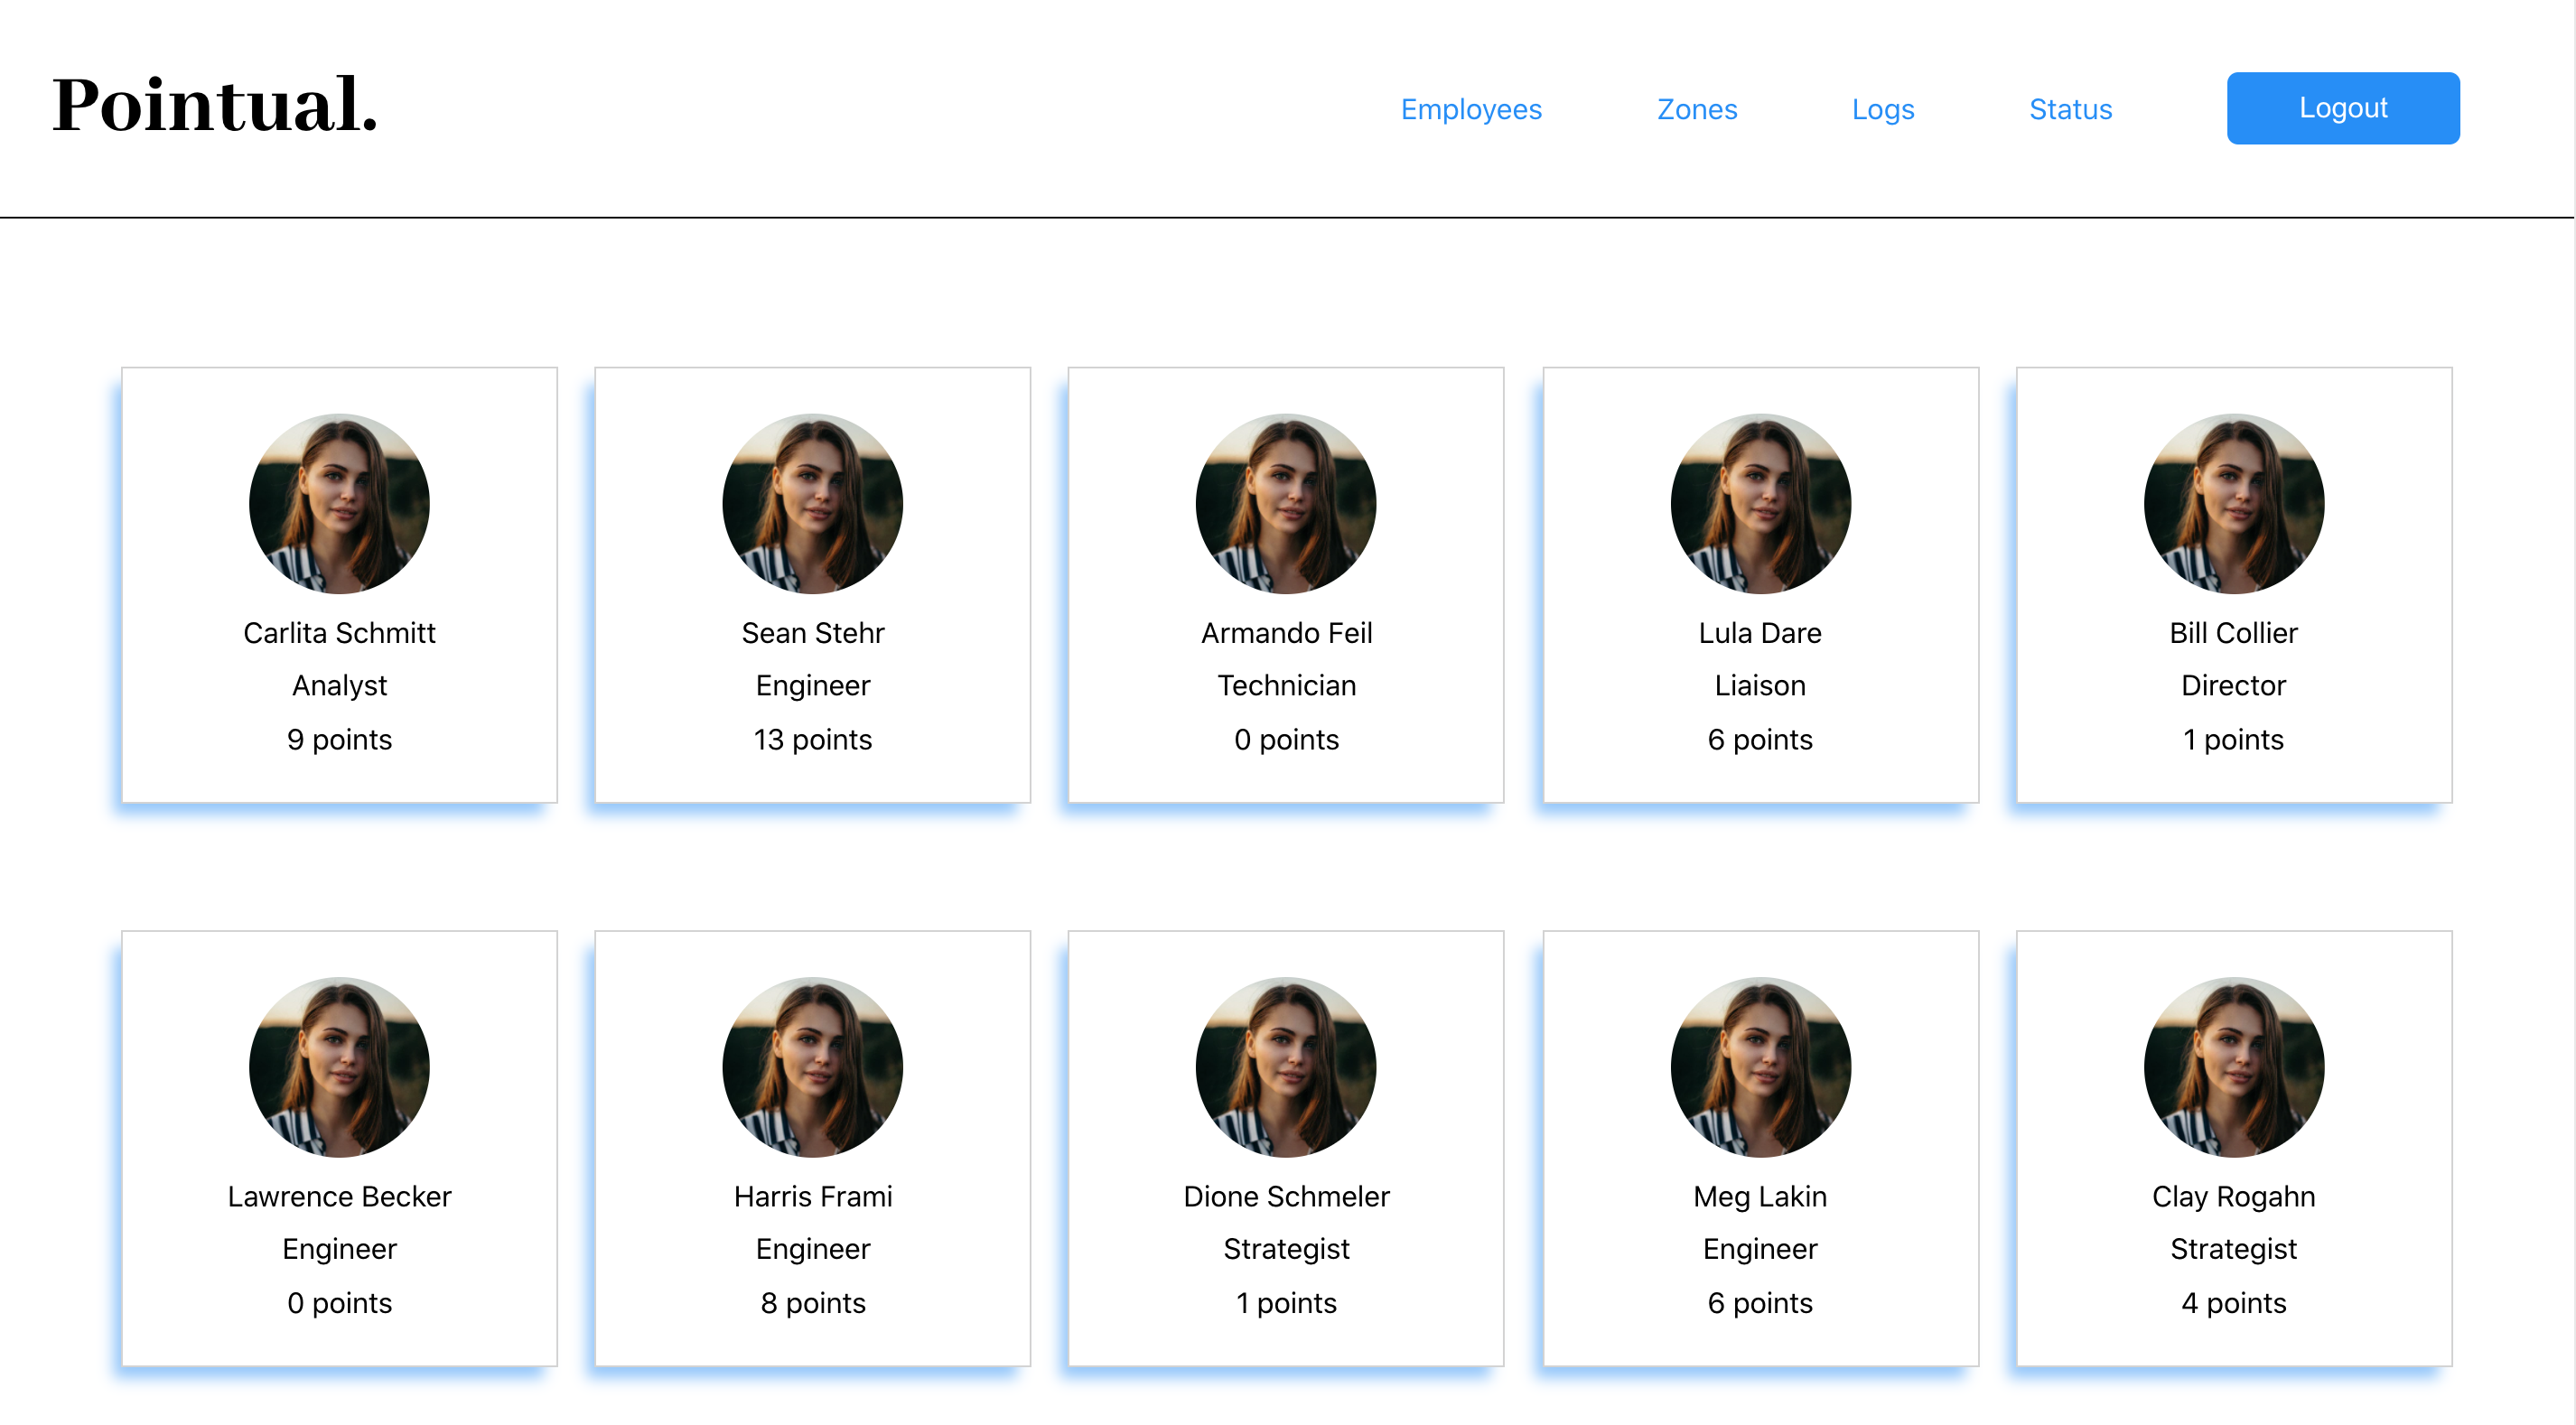 Pointual.
Employees Zones Logs Status Logout
Carlita Schmitt
Analyst
9 points
Sean Stehr
Engineer
13 points
Armando Feil
Technician
0 points
Lula Dare
Liaison
6 points
Bill Collier
Director
1 points
Lawrence Becker
Engineer
0 points
Harris Frami
Engineer
8 points
Dione Schmeler
Strategist
1 points
Meg Lakin
Engineer
6 points
Clay Rogahn
Strategist
4 points